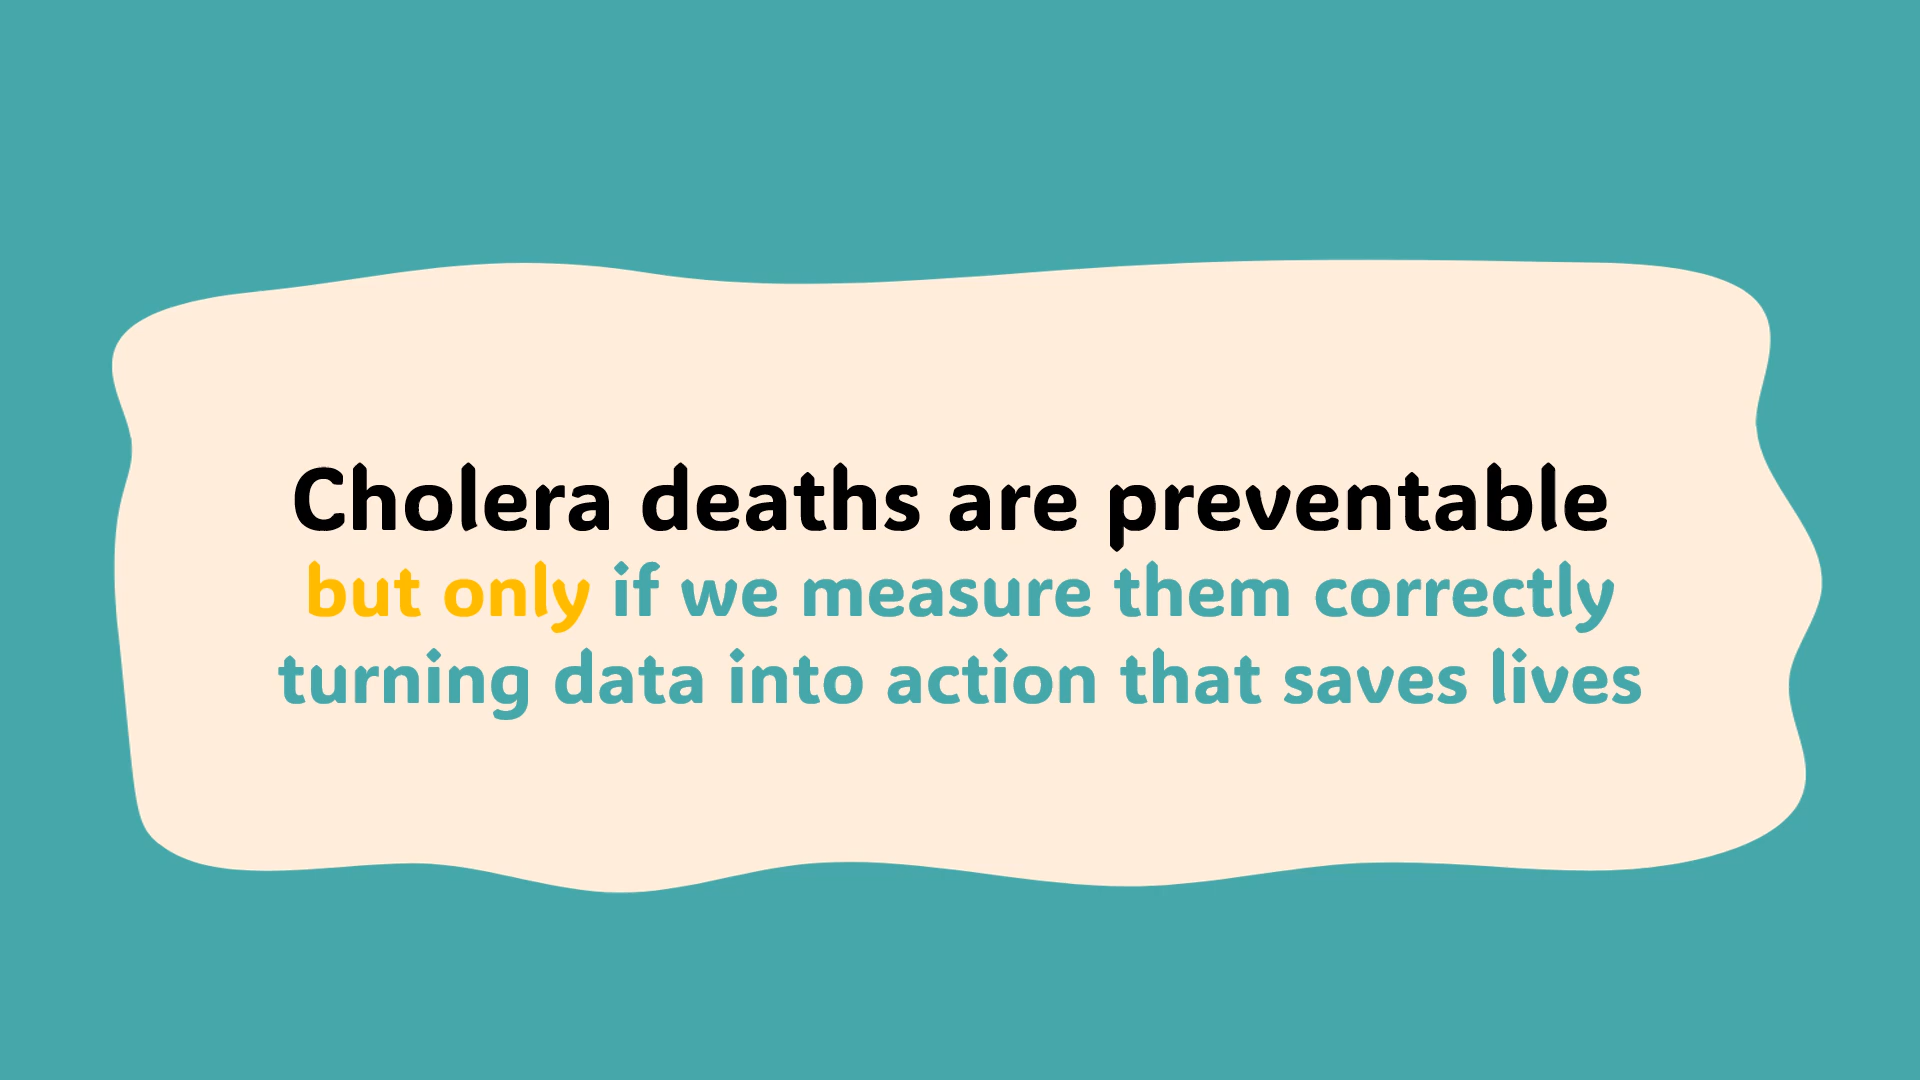 Cholera deaths are preventable
but only if we measure them correctly
turning data into action that saves lives